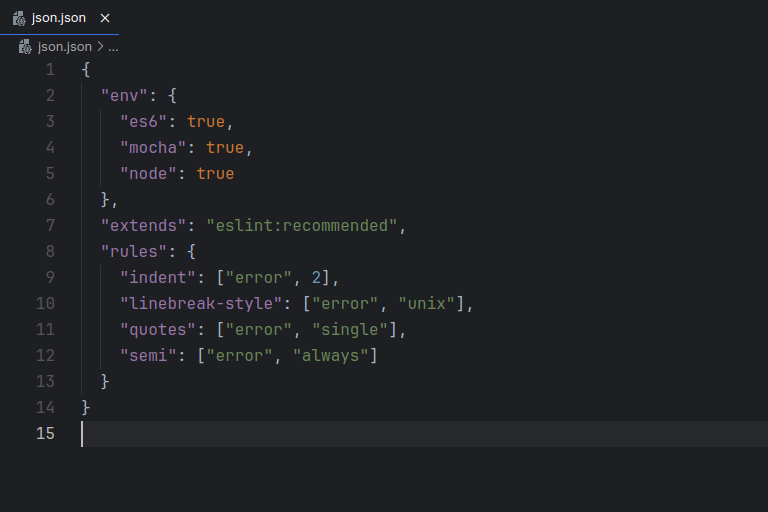 json.json
json.json > ...
1 {
2   "env": {
3     "es6": true,
4     "mocha": true,
5     "node": true
6   },
7   "extends": "eslint:recommended",
8   "rules": {
9     "indent": ["error", 2],
10     "linebreak-style": ["error", "unix"],
11     "quotes": ["error", "single"],
12     "semi": ["error", "always"]
13   }
14 }
15